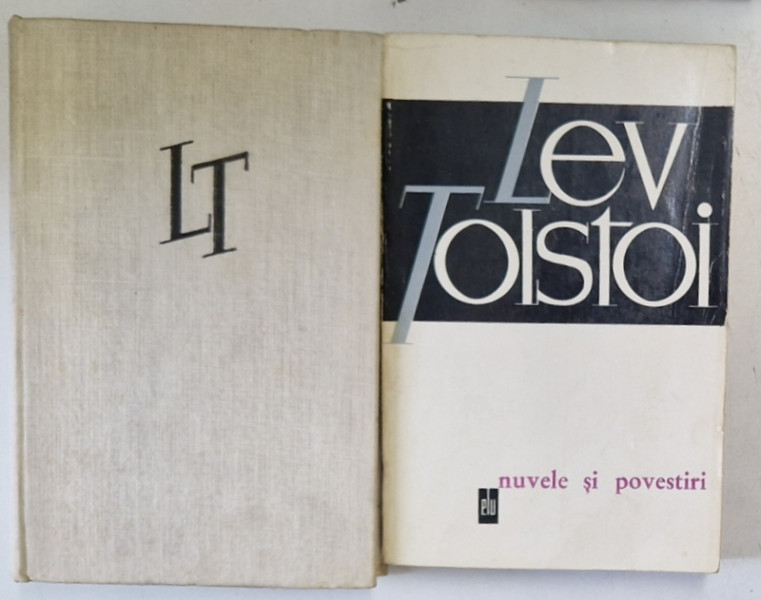 LT
Lev
Tolstoi
nuvele și povestiri
elu